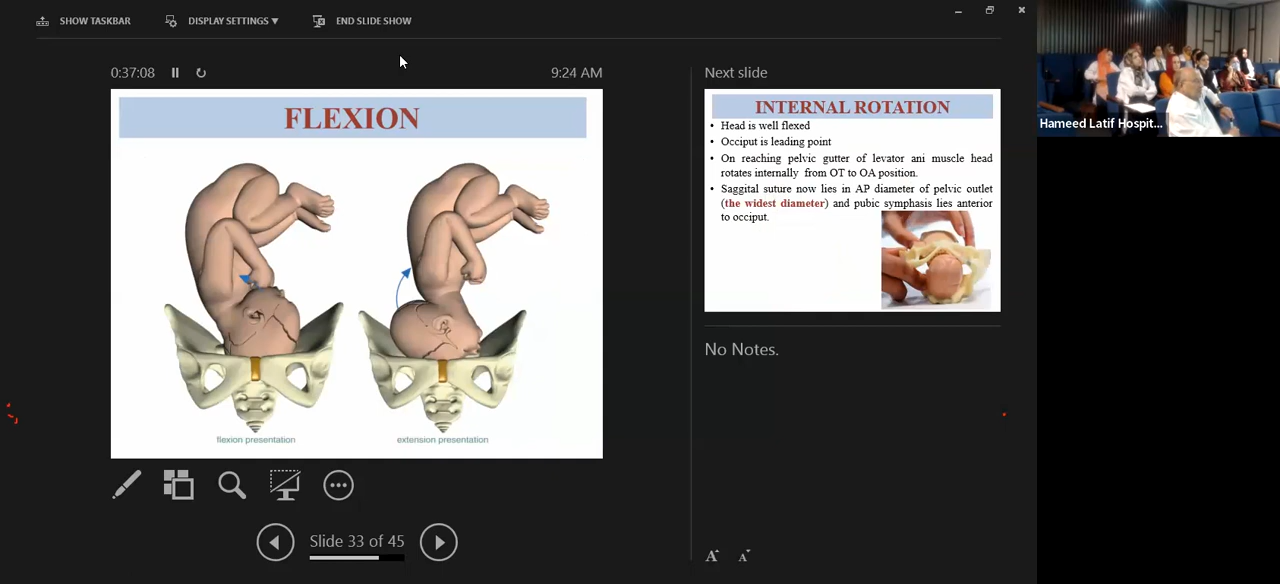 SHOW TASKBAR
DISPLAY SETTINGS ▼
END SLIDE SHOW
0:37:08
9:24 AM
FLEXION
flexion presentation
extension presentation
Slide 33 of 45
Next slide
INTERNAL ROTATION
• Head is well flexed
• Occiput is leading point
• On reaching pelvic gutter of levator ani muscle head
rotates internally from OT to OA position.
• Saggital suture now lies in AP diameter of pelvic outlet
(the widest diameter) and pubic symphasis lies anterior
to occiput.
No Notes.
A A
Hameed Latif Hospit...